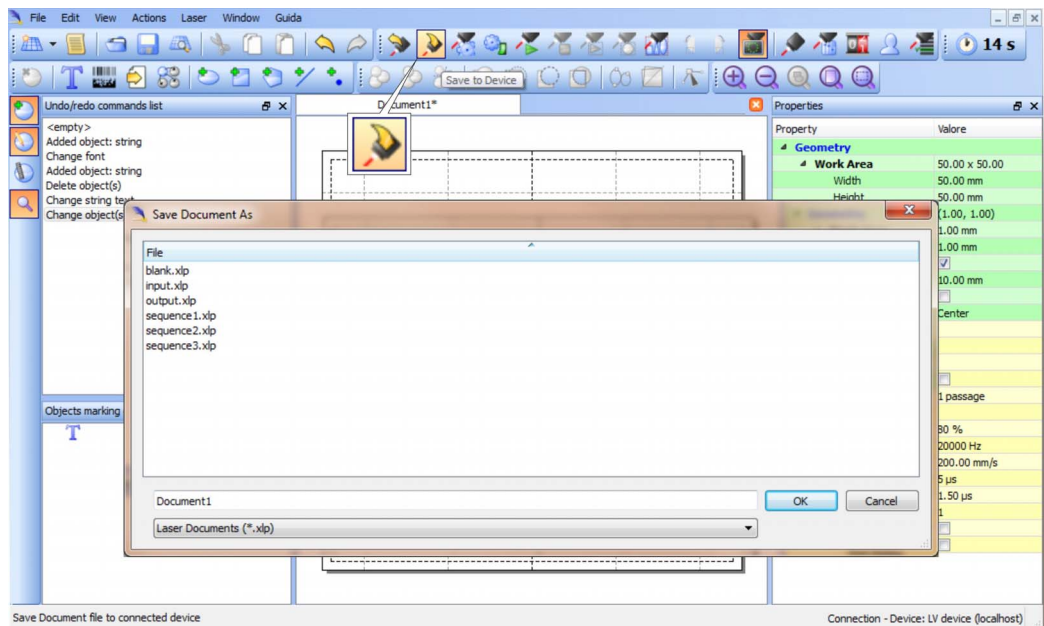 File Edit View Actions Laser Window Guida
14 s
Save to Device
Undo/redo commands list
<empty>
Added object: string
Change font
Added object: string
Delete object(s)
Change string text
Change object(s
Objects marking
T
Document1*
Save Document As
File
blank.xlp
input.xlp
output.xlp
sequence1.xlp
sequence2.xlp
sequence3.xlp
Document1
Laser Documents (*.xlp)
OK Cancel
Properties
Property Valore
Geometry
Work Area 50.00 x 50.00
Width 50.00 mm
Height 50.00 mm
(1.00, 1.00)
1.00 mm
1.00 mm
10.00 mm
Center
1 passage
80 %
20000 Hz
200.00 mm/s
5 µs
1.50 µs
1
Save Document file to connected device
Connection - Device: LV device (localhost)